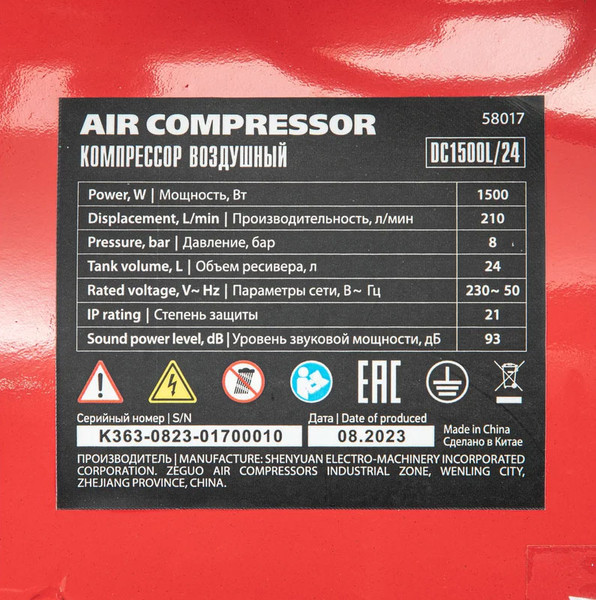 AIR COMPRESSOR 58017
КОМПРЕССОР ВОЗДУШНЫЙ DC1500L/24
Power, W | Мощность, Вт 1500
Displacement, L/min | Производительность, л/мин 210
Pressure, bar | Давление, бар 8
Tank volume, L | Объем ресивера, л 24
Rated voltage, V~ Hz | Параметры сети, В~ Гц 230~ 50
IP rating | Степень защиты 21
Sound power level, dB | Уровень звуковой мощности, дБ 93
EAC
Серийный номер | S/N Дата | Date of produced
K363-0823-01700010 08.2023
Made in China
Сделано в Китае
ПРОИЗВОДИТЕЛЬ | MANUFACTURE: SHENYUAN ELECTRO-MACHINERY INCORPORATED
CORPORATION. ZEGUO AIR COMPRESSORS INDUSTRIAL ZONE, WENLING CITY,
ZHEJIANG PROVINCE, CHINA.